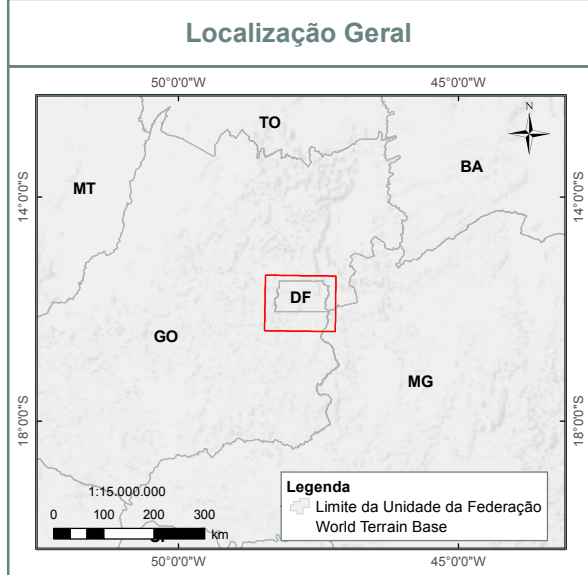 Localização Geral
50°0'0"W
45°0'0"W
TO
N
BA
MT
14°0'0"S
14°0'0"S
DF
GO
MG
18°0'0"S
18°0'0"S
1:15.000.000
0 100 200 300
km
Legenda
Limite da Unidade da Federação
World Terrain Base
50°0'0"W
45°0'0"W